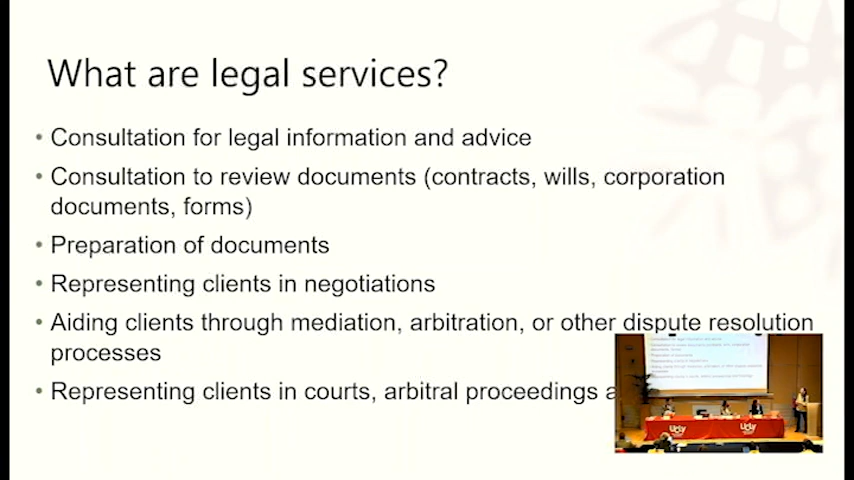 What are legal services?
• Consultation for legal information and advice
• Consultation to review documents (contracts, wills, corporation
documents, forms)
• Preparation of documents
• Representing clients in negotiations
• Aiding clients through mediation, arbitration, or other dispute resolution
processes
• Representing clients in courts, arbitral proceedings